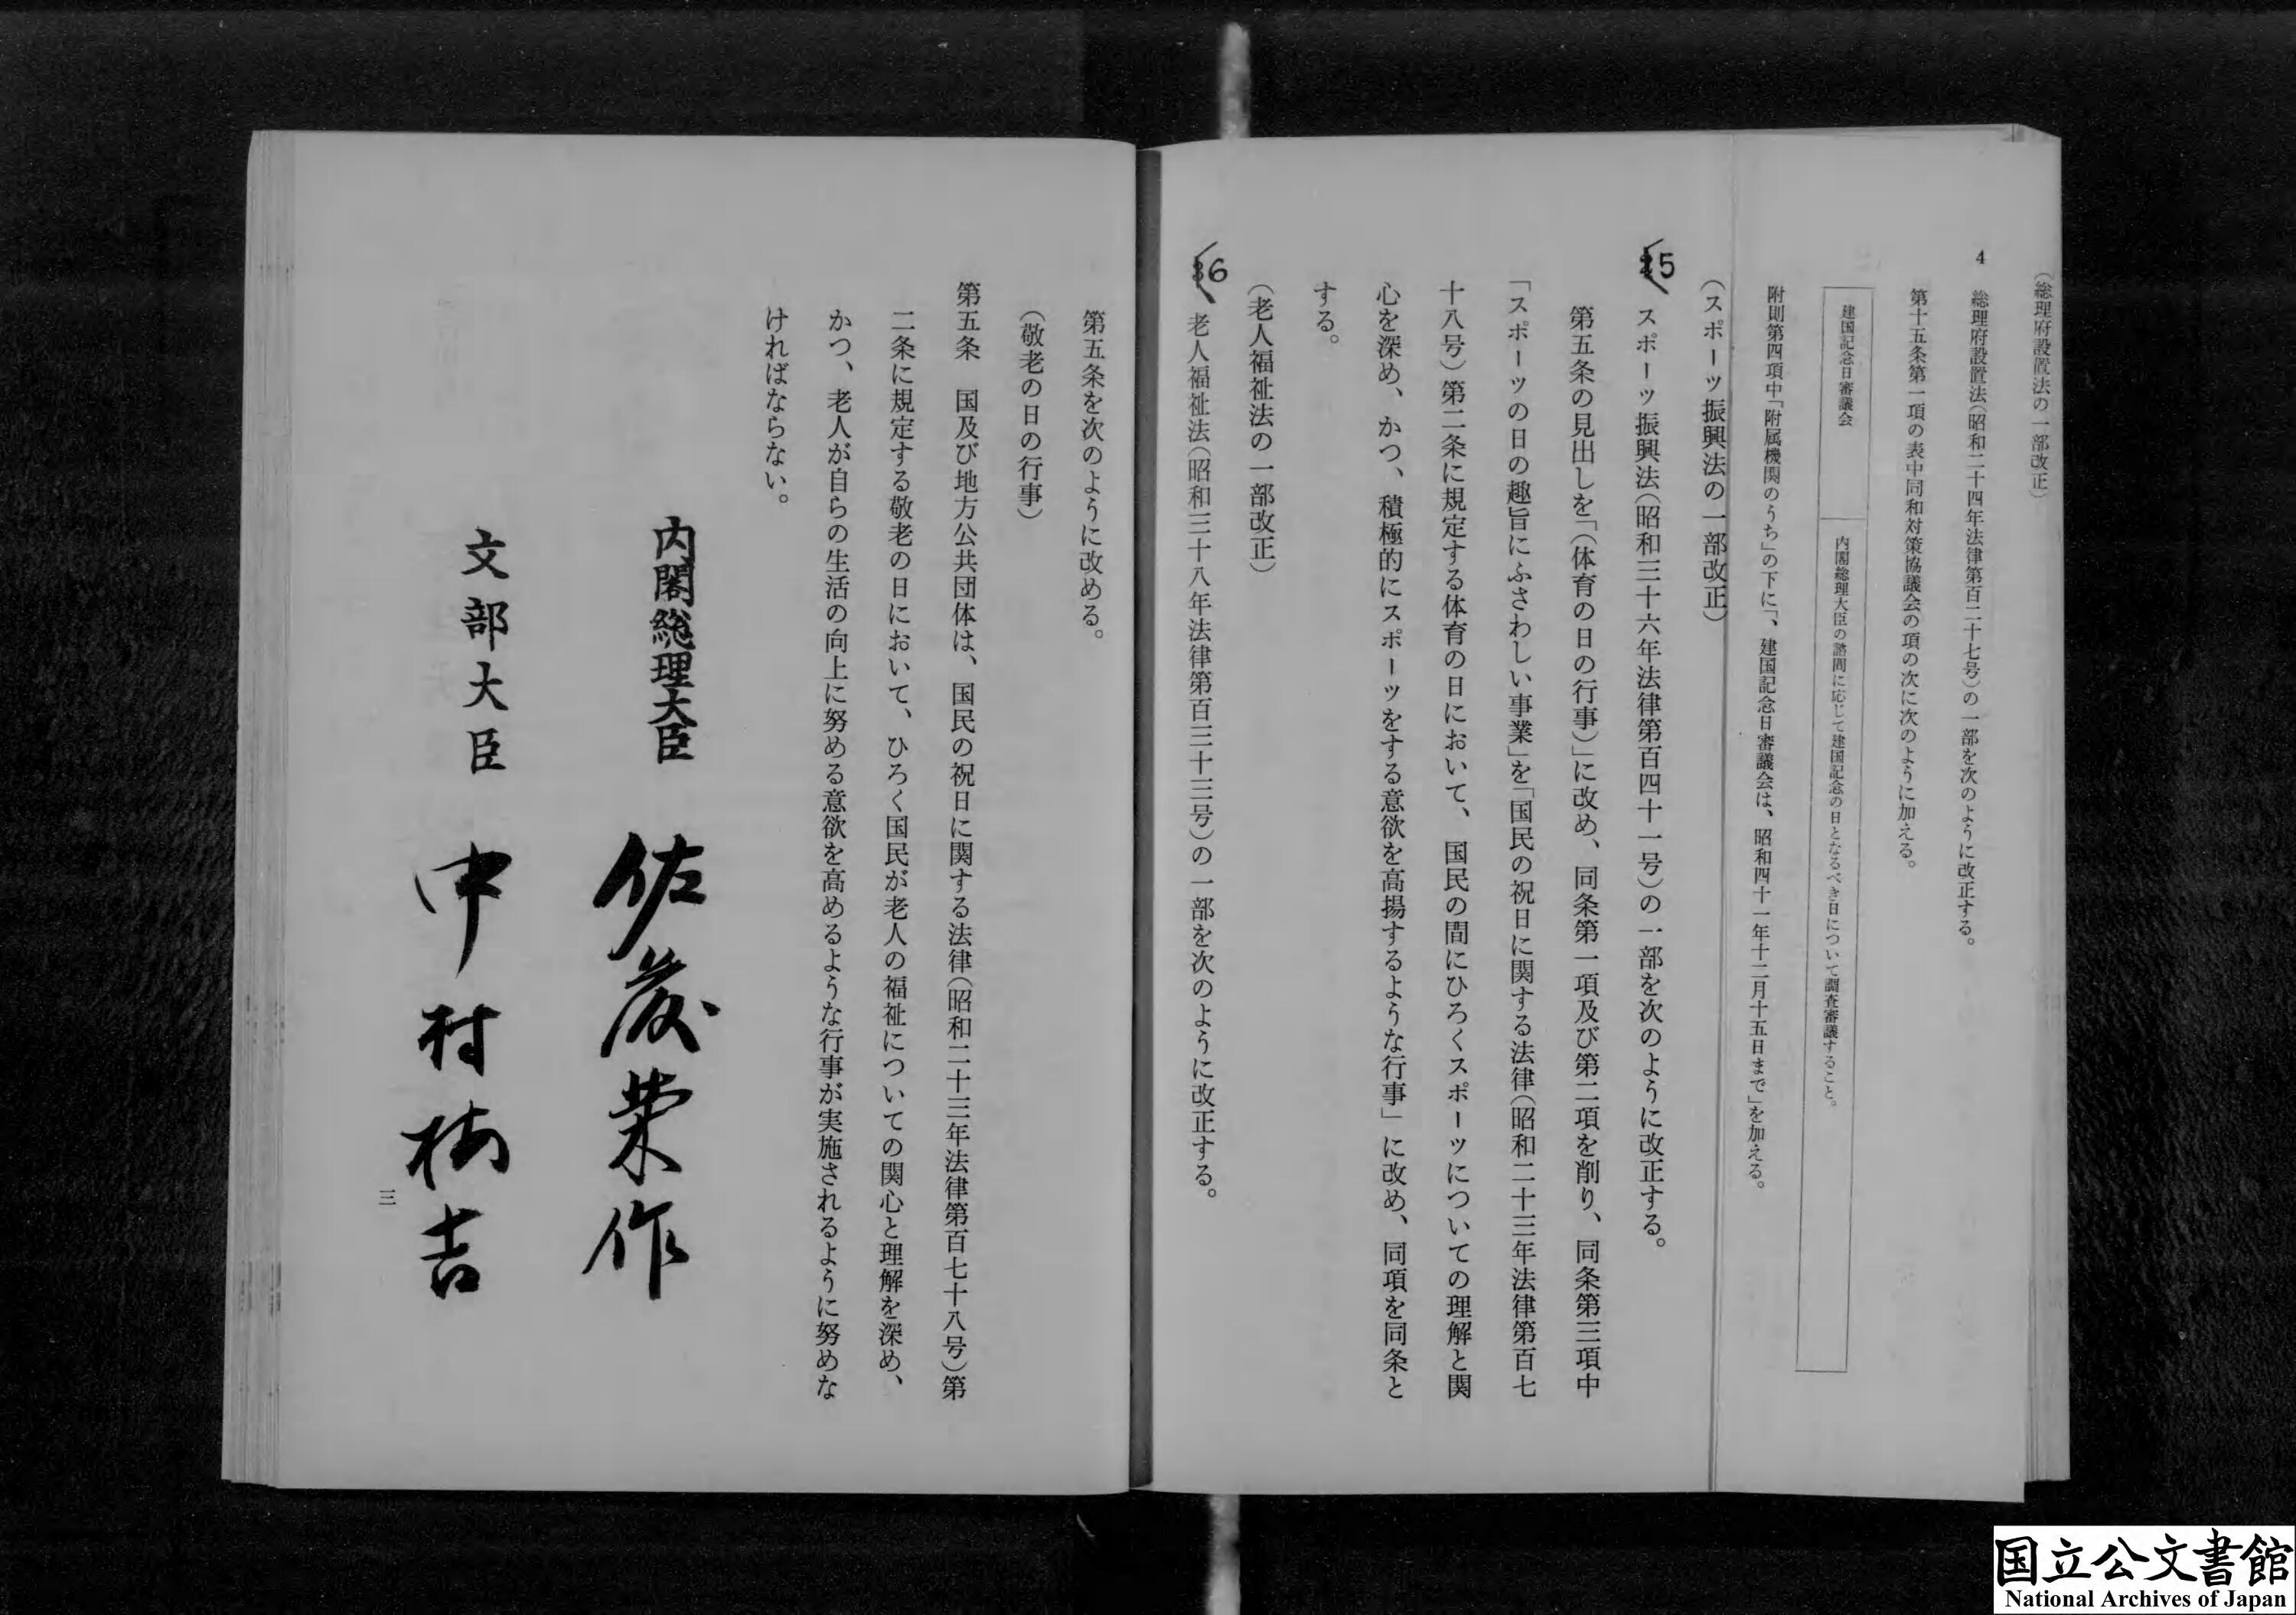 （総理府設置法の一部改正）
4　総理府設置法（昭和二十四年法律第百二十七号）の一部を次のように改正する。
第十五条第一項の表中同和対策協議会の項の次に次のように加える。
建国記念日審議会
内閣総理大臣の諮問に応じて建国記念の日となるべき日について調査審議すること。
附則第四項中「附属機関のうち」の下に「、建国記念日審議会は、昭和四十一年十二月十五日まで」を加える。
（スポーツ振興法の一部改正）
5　スポーツ振興法（昭和三十六年法律第百四十一号）の一部を次のように改正する。
第五条の見出しを「（体育の日の行事）」に改め、同条第一項及び第二項を削り、同条第三項中
「スポーツの日の趣旨にふさわしい事業」を「国民の祝日に関する法律（昭和二十三年法律第百七
十八号）第二条に規定する体育の日において、国民の間にひろくスポーツについての理解と関
心を深め、かつ、積極的にスポーツをする意欲を高揚するような行事」に改め、同項を同条と
する。
（老人福祉法の一部改正）
6　老人福祉法（昭和三十八年法律第百三十三号）の一部を次のように改正する。
第五条を次のように改める。
（敬老の日の行事）
第五条　国及び地方公共団体は、国民の祝日に関する法律（昭和二十三年法律第百七十八号）第
二条に規定する敬老の日において、ひろく国民が老人の福祉についての関心と理解を深め、
かつ、老人が自らの生活の向上に努める意欲を高めるような行事が実施されるように努めな
ければならない。
内閣総理大臣　佐藤栄作
文部大臣　中村梅吉
三
国立公文書館
National Archives of Japan